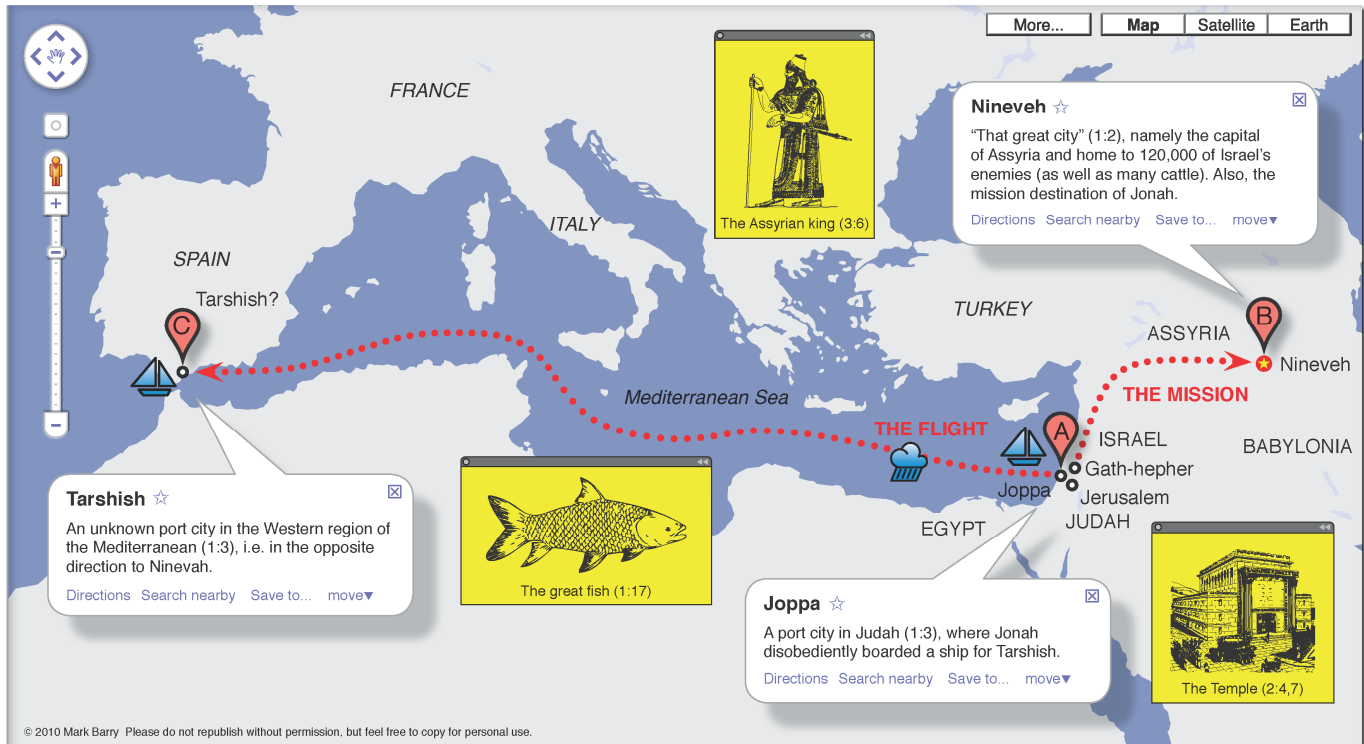 More...
Map
Satellite
Earth
FRANCE
ITALY
SPAIN
Tarshish?
C
TURKEY
ASSYRIA
B
Nineveh
THE MISSION
Mediterranean Sea
THE FLIGHT
A
ISRAEL
Gath-hepher
Joppa
Jerusalem
JUDAH
EGYPT
BABYLONIA
The Assyrian king (3:6)
Nineveh ☆
“That great city” (1:2), namely the capital
of Assyria and home to 120,000 of Israel’s
enemies (as well as many cattle). Also, the
mission destination of Jonah.
Directions Search nearby Save to... move▼
Tarshish ☆
An unknown port city in the Western region of
the Mediterranean (1:3), i.e. in the opposite
direction to Ninevah.
Directions Search nearby Save to... move▼
The great fish (1:17)
Joppa ☆
A port city in Judah (1:3), where Jonah
disobediently boarded a ship for Tarshish.
Directions Search nearby Save to... move▼
The Temple (2:4,7)
© 2010 Mark Barry Please do not republish without permission, but feel free to copy for personal use.